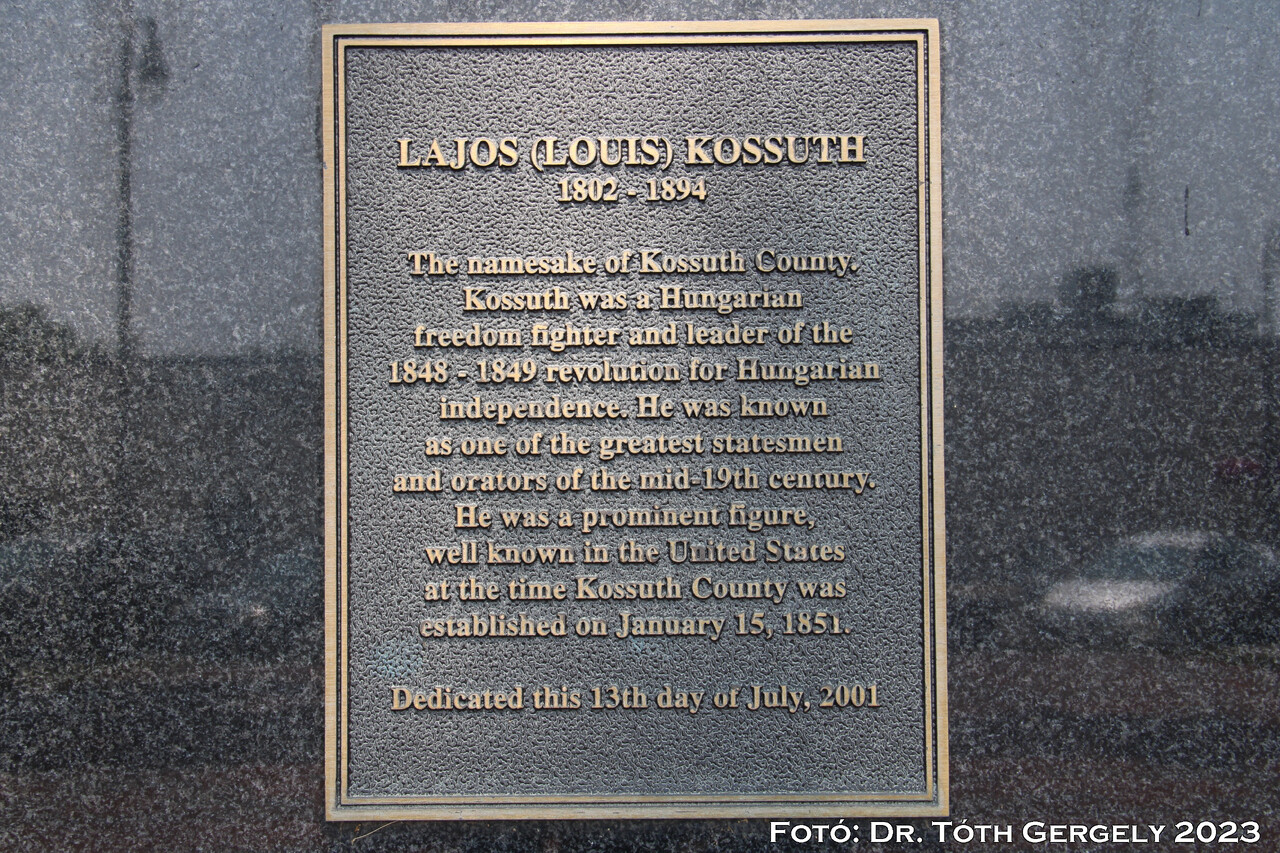 LAJOS (LOUIS) KOSSUTH
1802 - 1894
The namesake of Kossuth County.
Kossuth was a Hungarian
freedom fighter and leader of the
1848 - 1849 revolution for Hungarian
independence. He was known
as one of the greatest statesmen
and orators of the mid-19th century.
He was a prominent figure,
well known in the United States
at the time Kossuth County was
established on January 15, 1851.
Dedicated this 13th day of July, 2001
Fotó: Dr. Tóth Gergely 2023